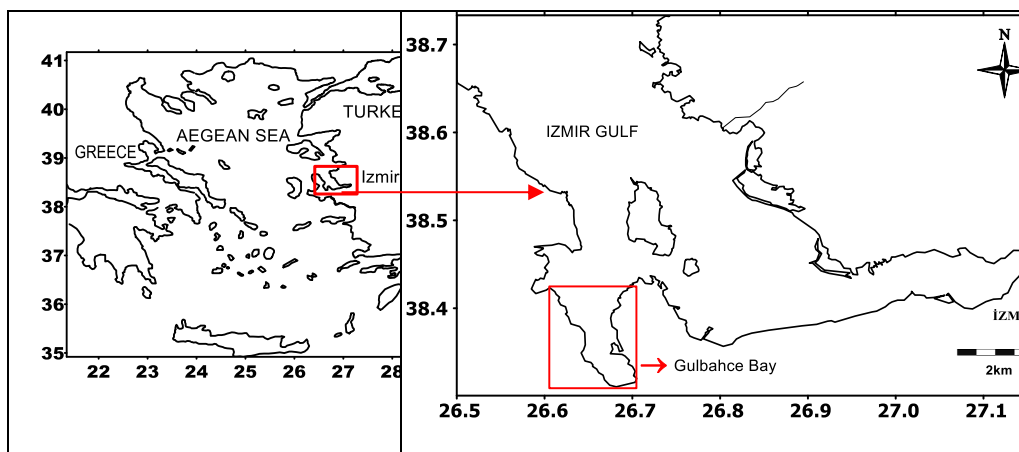 41
40
39
38
37
36
35
22
23
24
25
26
27
28
TURKE
AEGEAN SEA
GREECE
Izmir
38.7
38.6
38.5
38.4
26.5
26.6
26.7
26.8
26.9
27.0
27.1
N
IZMIR GULF
İZM
2km
Gulbahce Bay